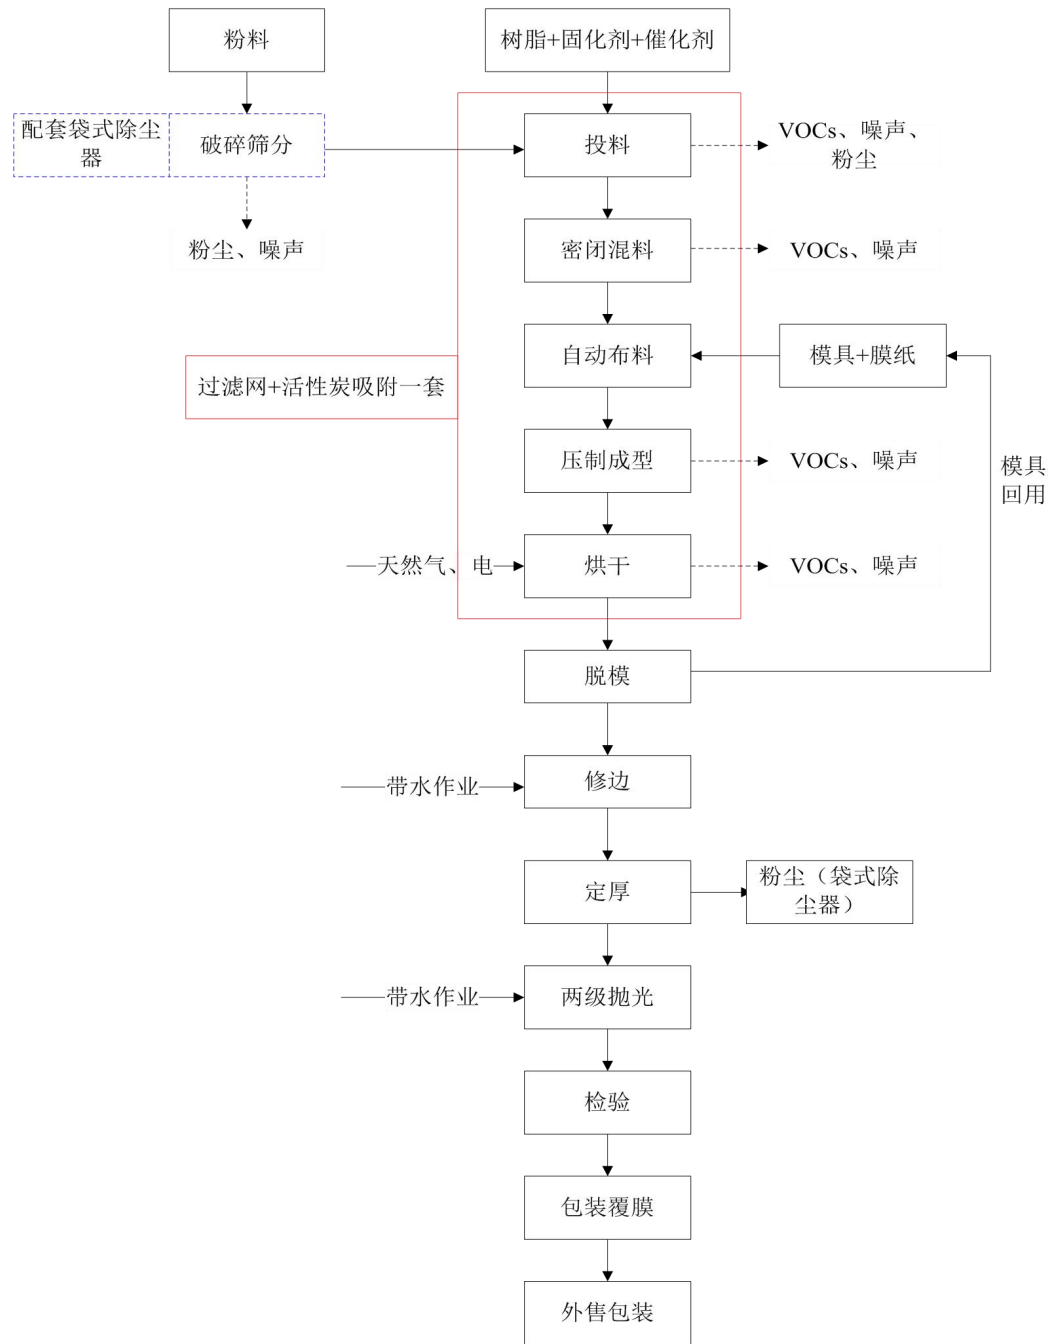 粉料
树脂+固化剂+催化剂
配套袋式除尘
器
破碎筛分
投料
VOCs、噪声、
粉尘
粉尘、噪声
密闭混料
VOCs、噪声
自动布料
模具+膜纸
过滤网+活性炭吸附一套
压制成型
VOCs、噪声
模具
回用
天然气、电
烘干
VOCs、噪声
脱模
带水作业
修边
定厚
粉尘（袋式除
尘器）
带水作业
两级抛光
检验
包装覆膜
外售包装